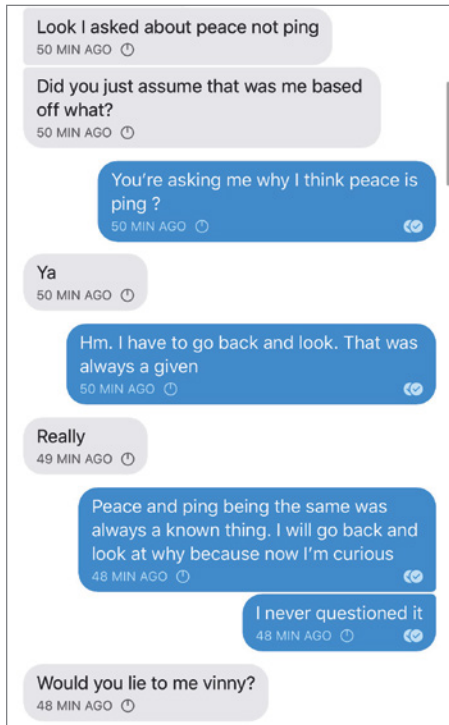 Look I asked about peace not ping
50 MIN AGO
Did you just assume that was me based
off what?
50 MIN AGO
You're asking me why I think peace is
ping ?
50 MIN AGO
Ya
50 MIN AGO
Hm. I have to go back and look. That was
always a given
50 MIN AGO
Really
49 MIN AGO
Peace and ping being the same was
always a known thing. I will go back and
look at why because now I'm curious
48 MIN AGO
I never questioned it
48 MIN AGO
Would you lie to me vinny?
48 MIN AGO